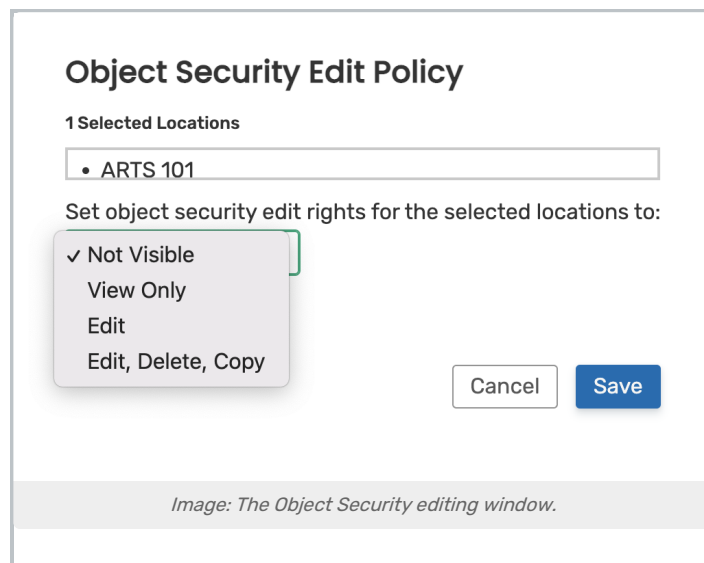 Object Security Edit Policy
1 Selected Locations
• ARTS 101
Set object security edit rights for the selected locations to:
✓ Not Visible
View Only
Edit
Edit, Delete, Copy
Cancel Save
Image: The Object Security editing window.